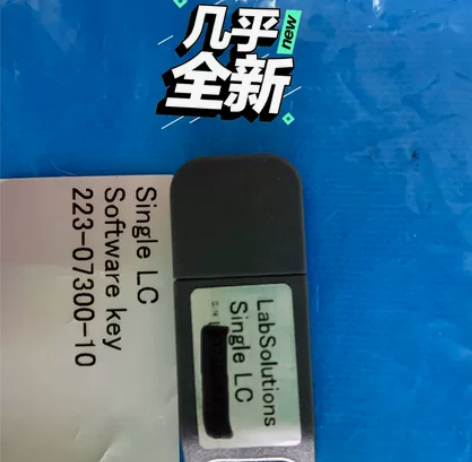 几乎
全新
new
Single LC
Software key
223-07300-10
LabSolutions
Single LC
S/N